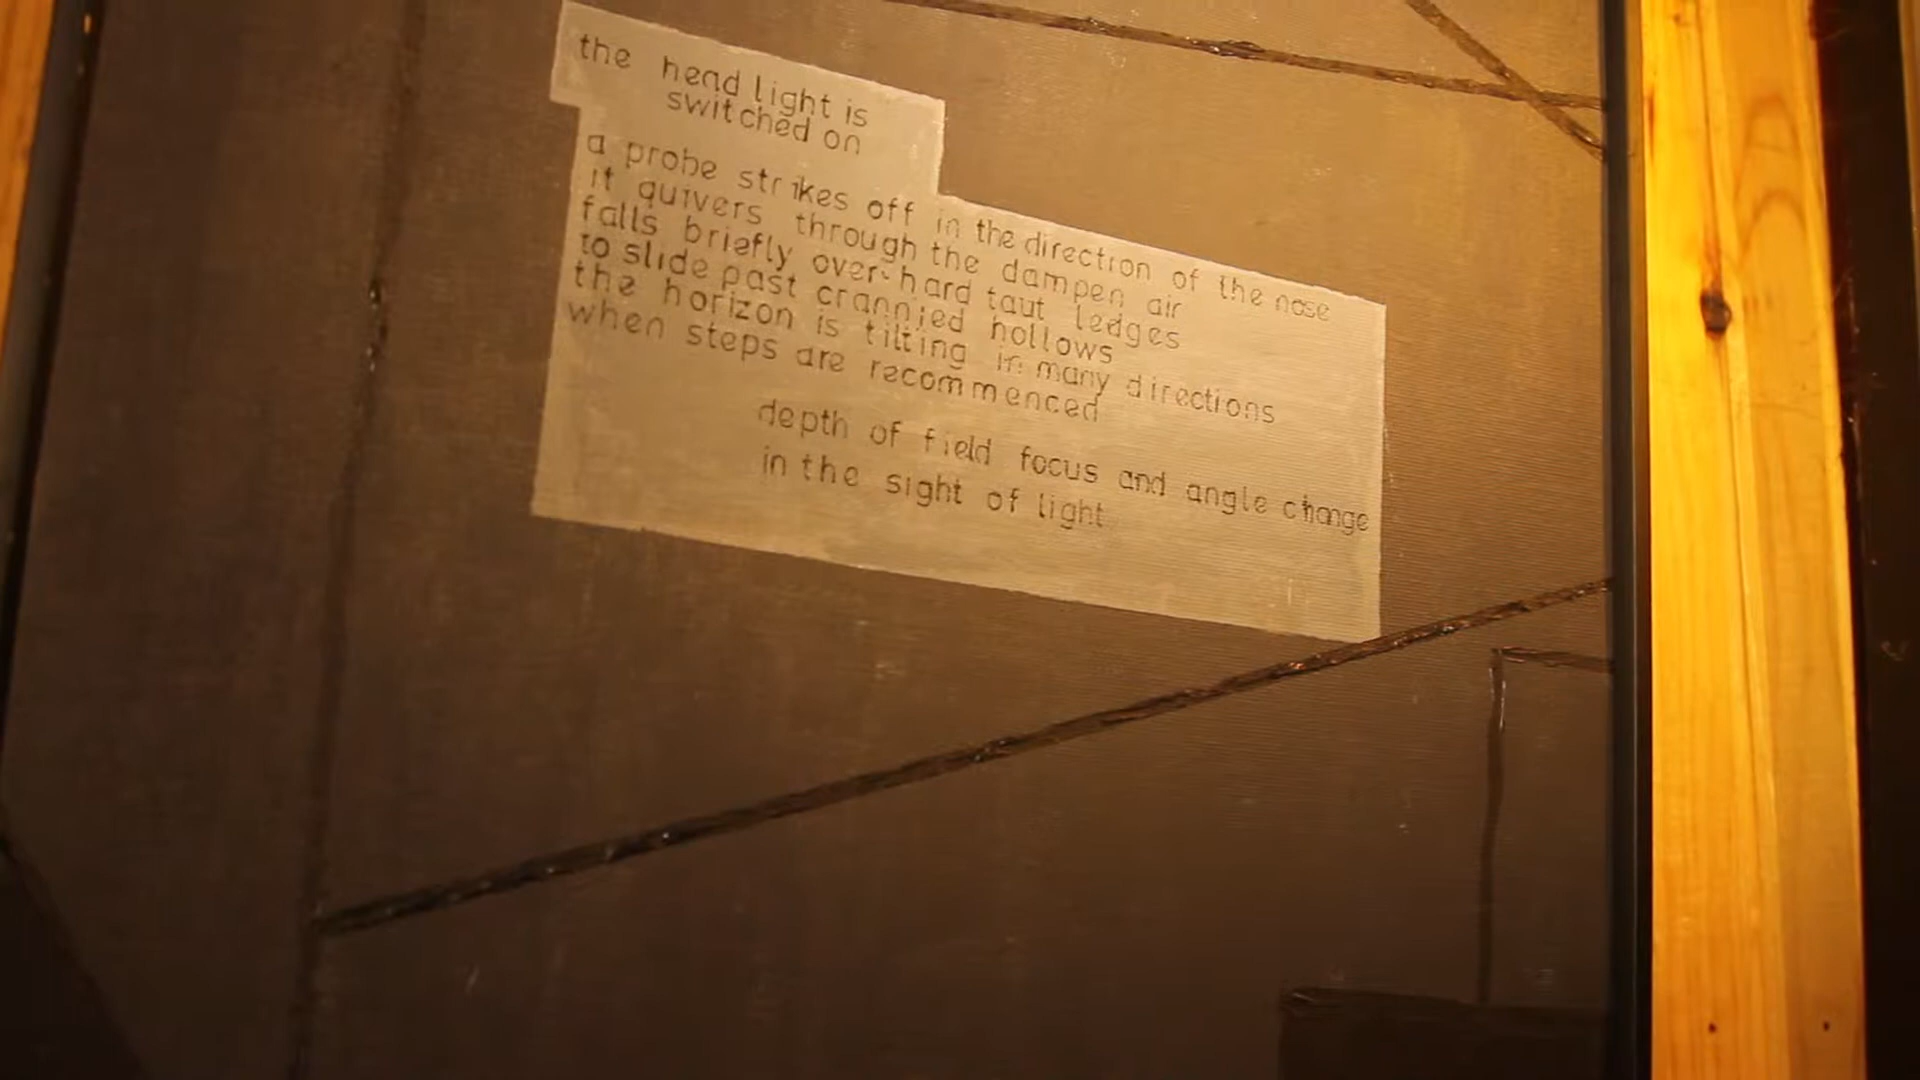 the head light is
switched on
a probe strikes off in the direction of the nose
it quivers through the dampen air
falls briefly over hard taut ledges
to slide past crannied hollows
the horizon is tilting in many directions
when steps are recommenced
depth of field focus and angle change
in the sight of light